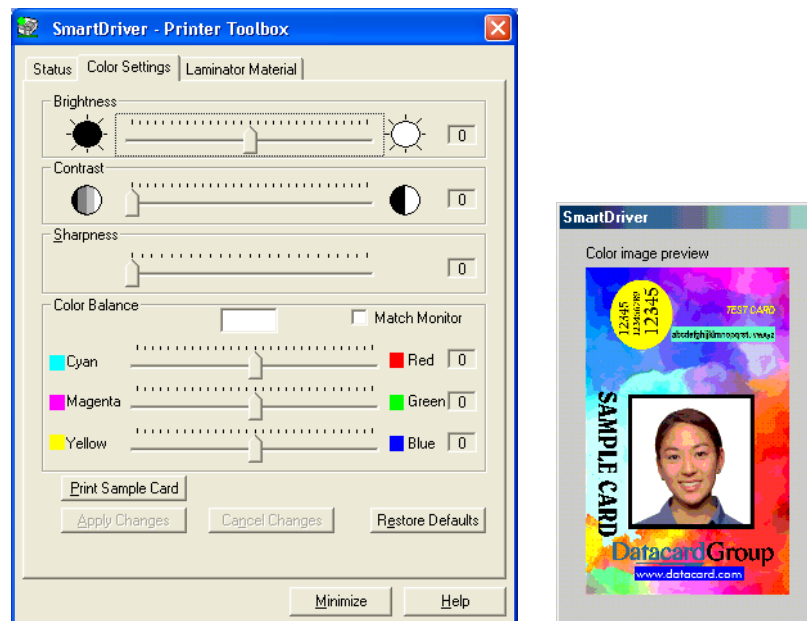 SmartDriver - Printer Toolbox
Status Color Settings Laminator Material
Brightness
0
Contrast
0
Sharpness
0
Color Balance
Match Monitor
Cyan Red 0
Magenta Green 0
Yellow Blue 0
Print Sample Card
Apply Changes Cancel Changes Restore Defaults
Minimize Help
SmartDriver
Color image preview
12345
123456789
12345
TEST CARD
SAMPLE CARD
DatacardGroup
www.datacard.com